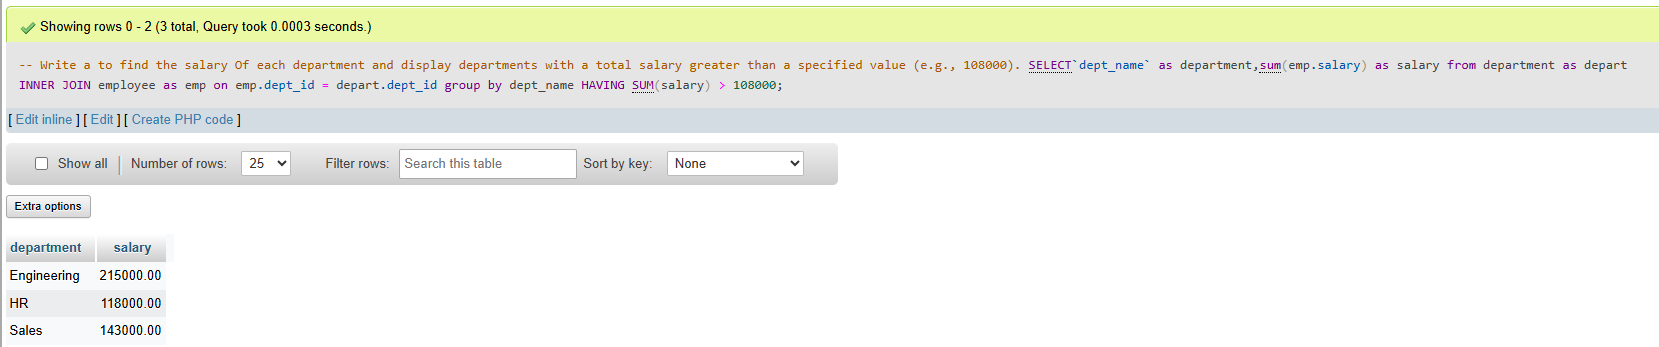 Showing rows 0 - 2 (3 total, Query took 0.0003 seconds.)
-- Write a to find the salary Of each department and display departments with a total salary greater than a specified value (e.g., 108000). SELECT`dept_name` as department,sum(emp.salary) as salary from department as depart
INNER JOIN employee as emp on emp.dept_id = depart.dept_id group by dept_name HAVING SUM(salary) > 108000;
[ Edit inline ] [ Edit ] [ Create PHP code ]
Show all | Number of rows: 25 Filter rows: Search this table Sort by key: None
Extra options
department salary
Engineering 215000.00
HR 118000.00
Sales 143000.00